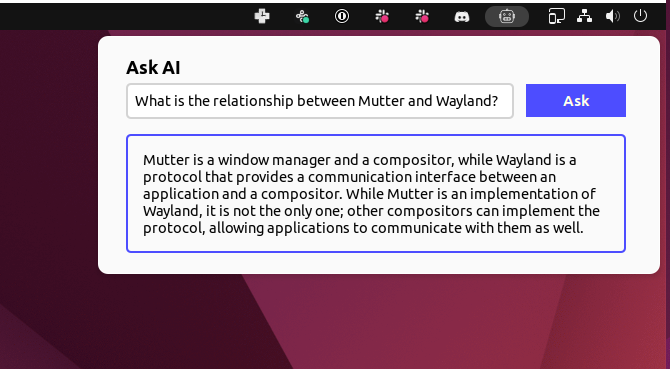 Ask AI
What is the relationship between Mutter and Wayland?
Ask
Mutter is a window manager and a compositor, while Wayland is a
protocol that provides a communication interface between an
application and a compositor. While Mutter is an implementation of
Wayland, it is not the only one; other compositors can implement the
protocol, allowing applications to communicate with them as well.